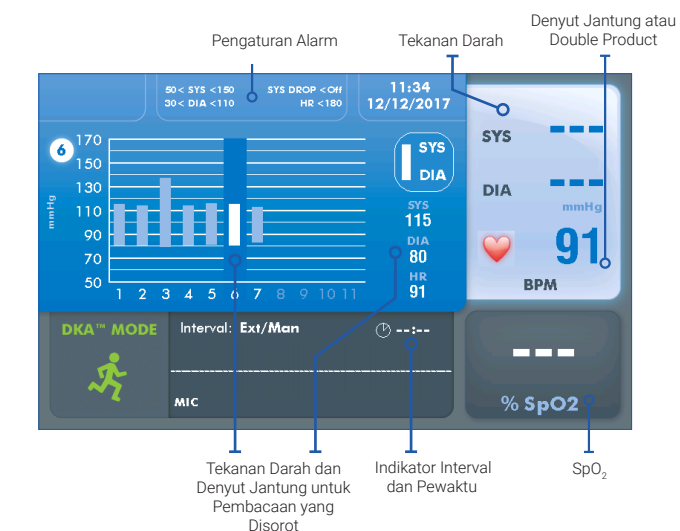 Denyut Jantung atau
Double Product
Pengaturan Alarm
Tekanan Darah
50< SYS <150
SYS DROP <Off
30< DIA <110
HR <180
11:34
12/12/2017
SYS
---
DIA
---
mmHg
91
BPM
6
170
150
130
110
90
70
50
mmHg
1 2 3 4 5 6 7 8 9 10 11
SYS
DIA
SYS
115
DIA
80
HR
91
DKA™ MODE
Interval: Ext/Man
--:--
MIC
---
% SpO2
Tekanan Darah dan
Denyut Jantung untuk
Pembacaan yang
Disorot
Indikator Interval
dan Pewaktu
SpO₂